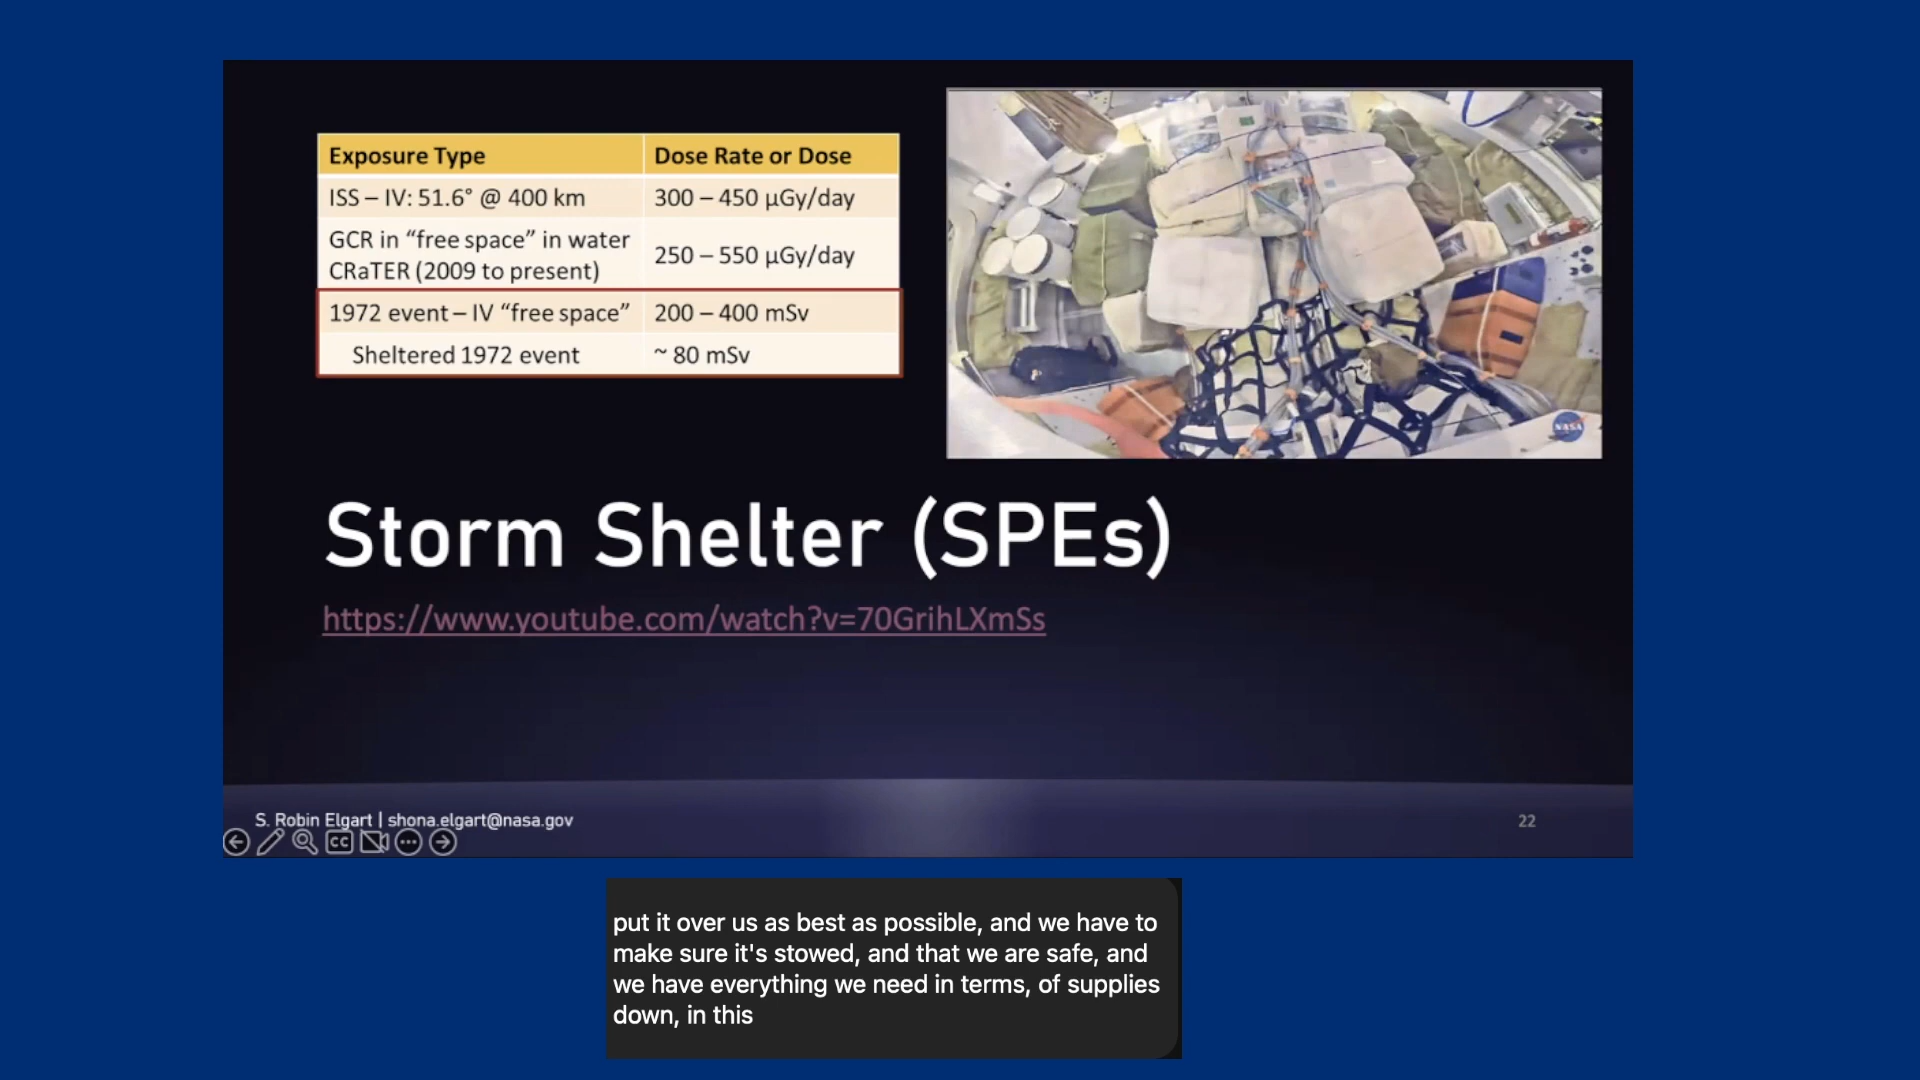 Exposure Type Dose Rate or Dose
ISS – IV: 51.6° @ 400 km 300 – 450 µGy/day
GCR in “free space” in water
CRaTER (2009 to present) 250 – 550 µGy/day
1972 event – IV “free space” 200 – 400 mSv
Sheltered 1972 event ~ 80 mSv
NASA
Storm Shelter (SPEs)
https://www.youtube.com/watch?v=70GrihLXmSs
S. Robin Elgart | shona.elgart@nasa.gov
22
CC
put it over us as best as possible, and we have to
make sure it's stowed, and that we are safe, and
we have everything we need in terms, of supplies
down, in this